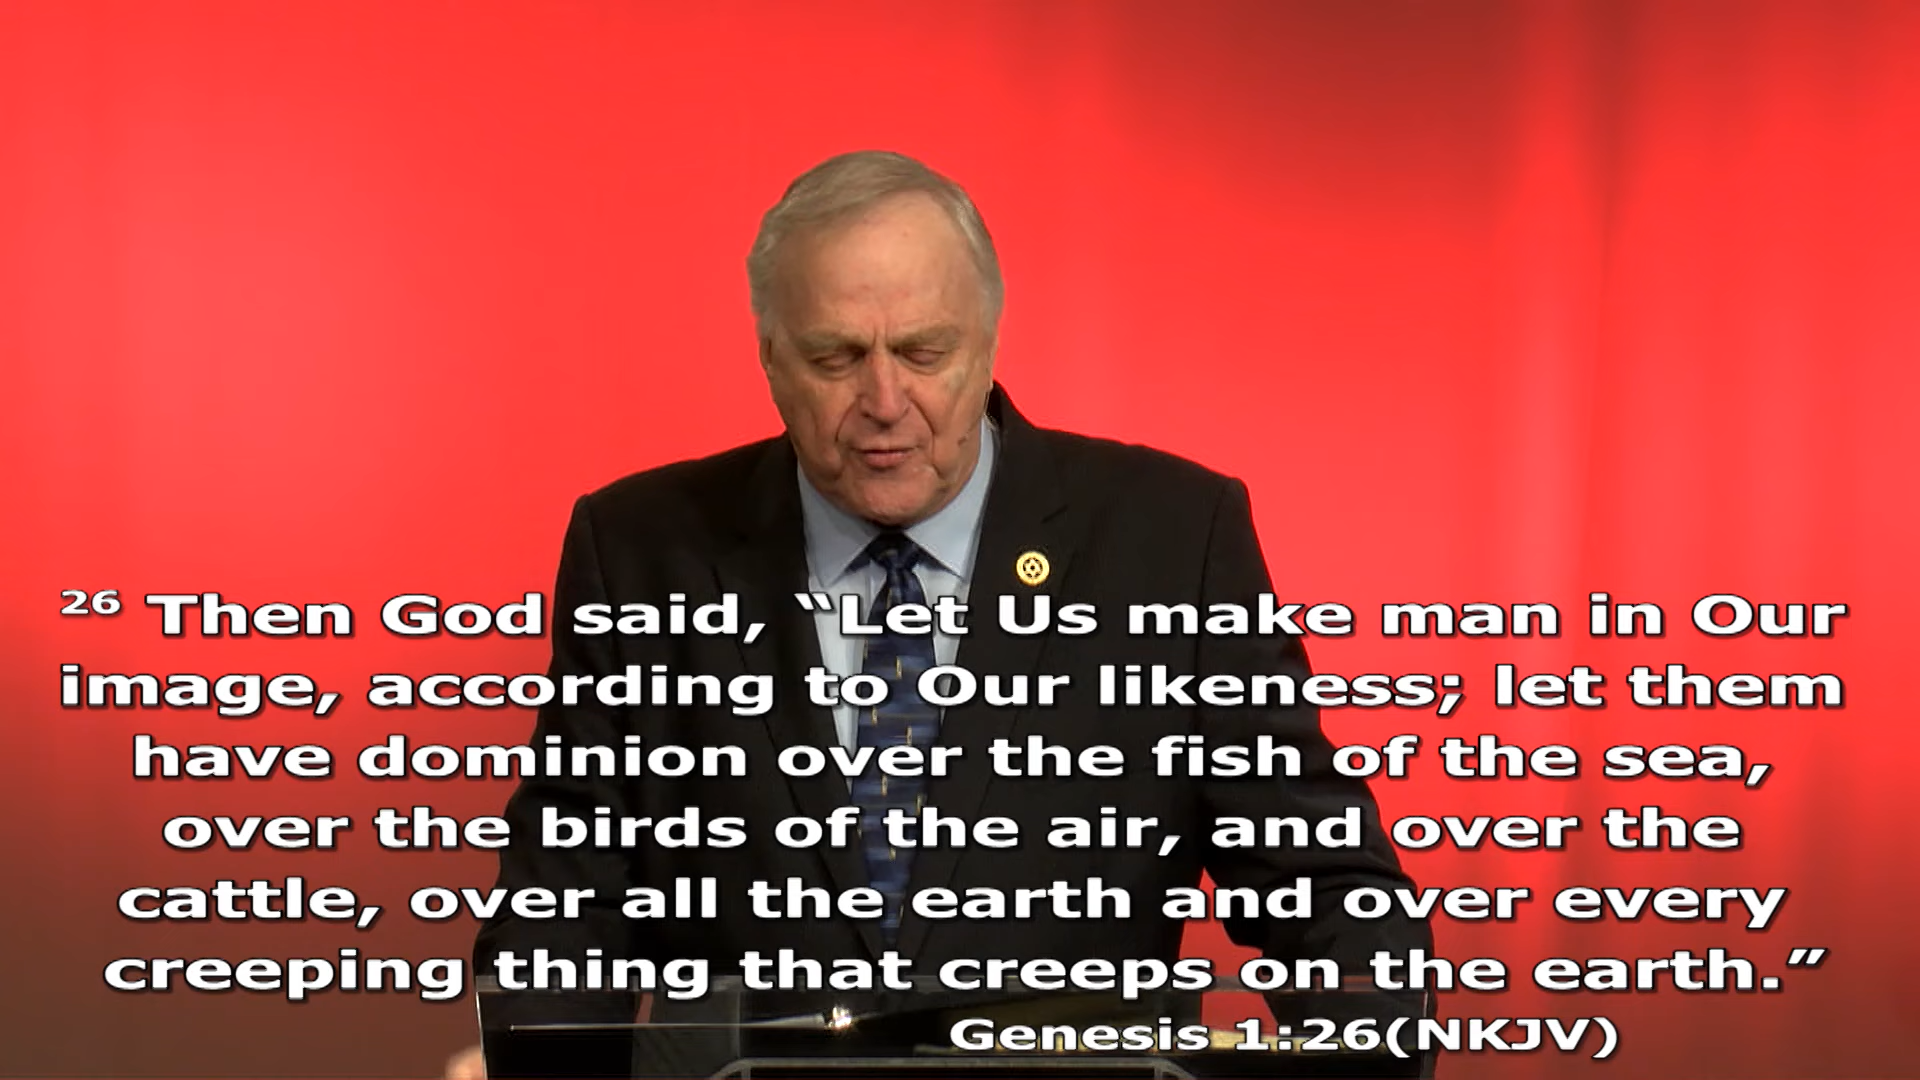 26 Then God said, “Let Us make man in Our
image, according to Our likeness; let them
have dominion over the fish of the sea,
over the birds of the air, and over the
cattle, over all the earth and over every
creeping thing that creeps on the earth.”
Genesis 1:26(NKJV)